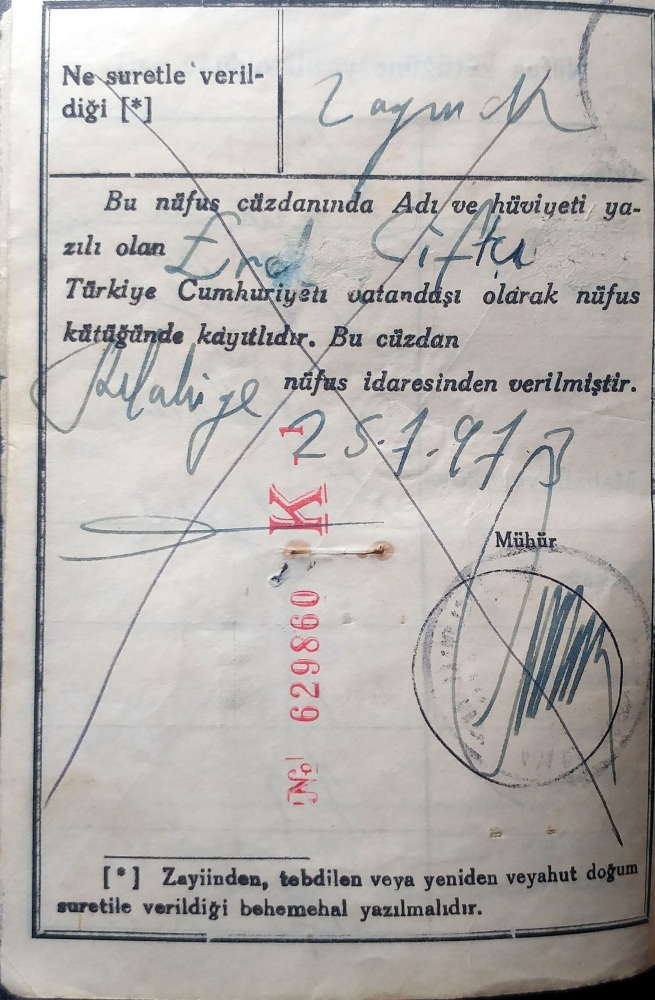 Ne suretle veril-
diği [*]
Bu nüfus cüzdanında Adı ve hüviyeti ya-
zılı olan Çiftçi
Türkiye Cumhuriyeti vatandaşı olarak nüfus
kütüğünde kayıtlıdır. Bu cüzdan
nüfus idaresinden verilmiştir.
25.7.973
K - 1
Mühür
№ 629860
[*] Zayiinden, tebdilen veya yeniden veyahut doğum
suretile verildiği behemehal yazılmalıdır.